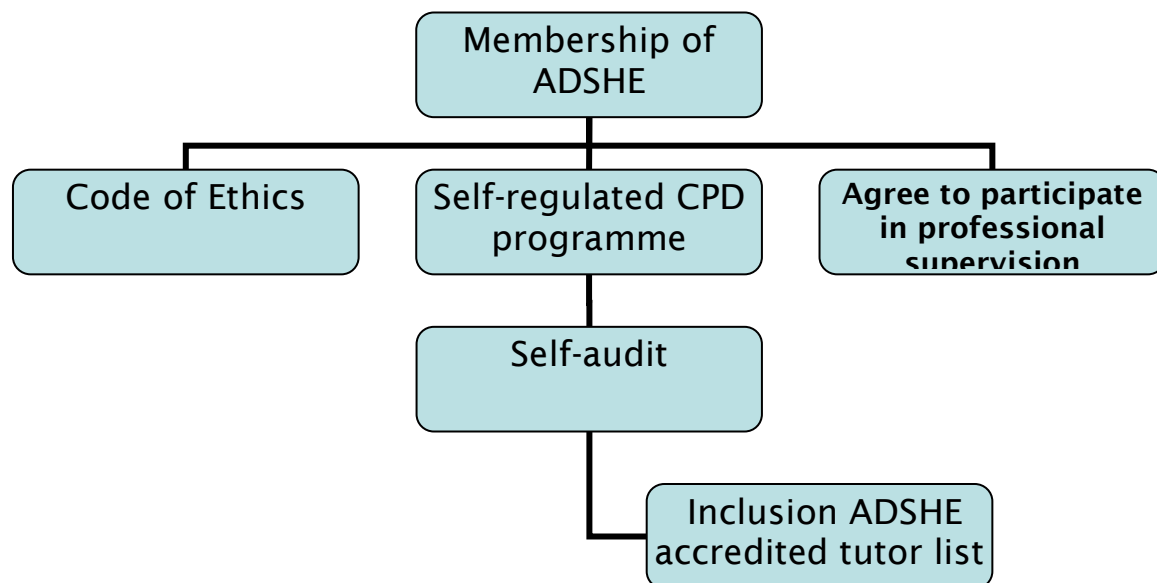 Membership of
ADSHE
Code of Ethics
Self-regulated CPD
programme
Agree to participate
in professional
supervision
Self-audit
Inclusion ADSHE
accredited tutor list